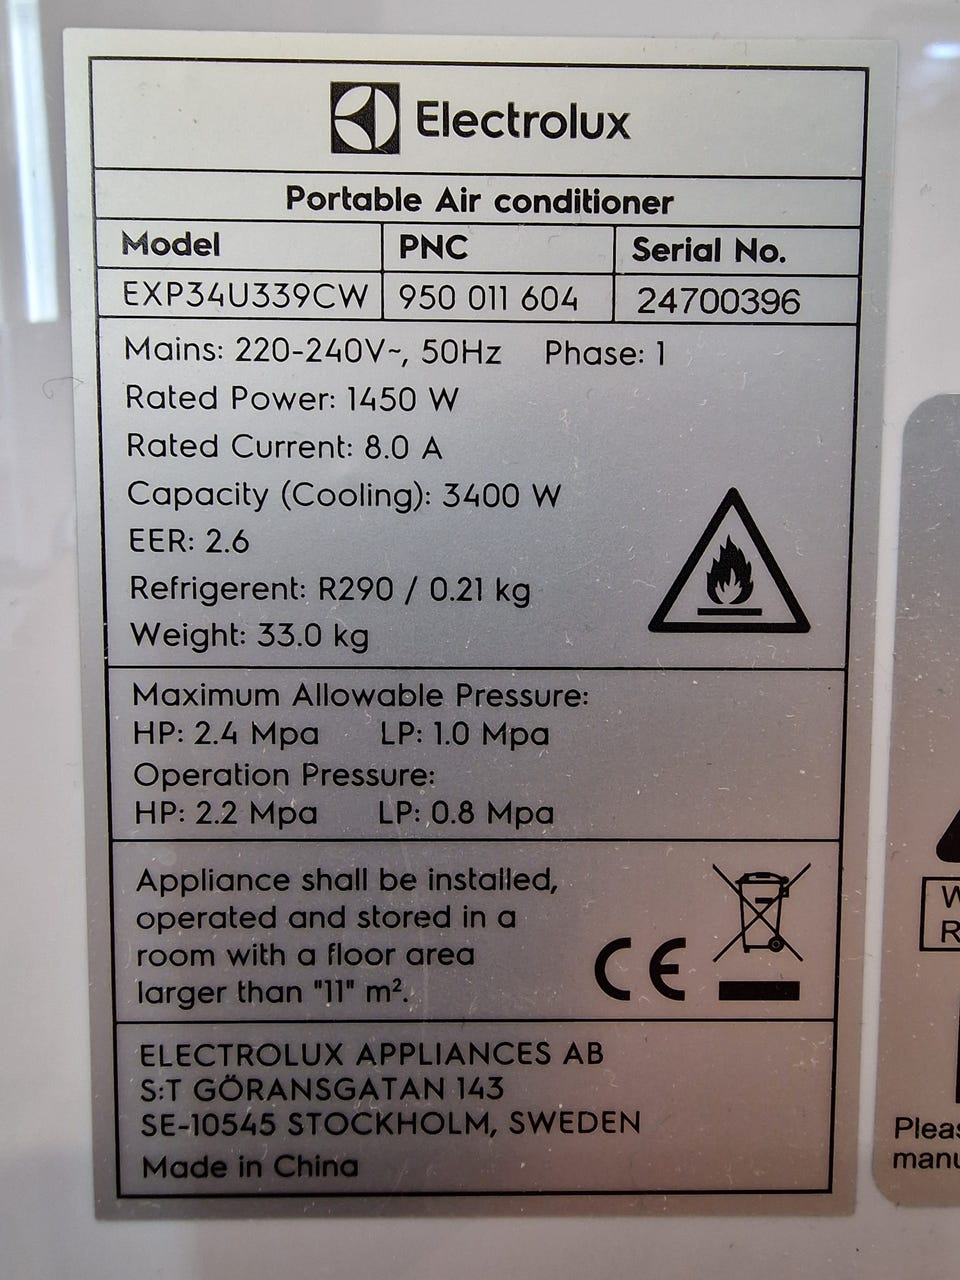 Electrolux
Portable Air conditioner
Model PNC Serial No.
EXP34U339CW 950 011 604 24700396
Mains: 220-240V~, 50Hz Phase: 1
Rated Power: 1450 W
Rated Current: 8.0 A
Capacity (Cooling): 3400 W
EER: 2.6
Refrigerent: R290 / 0.21 kg
Weight: 33.0 kg
Maximum Allowable Pressure:
HP: 2.4 Mpa LP: 1.0 Mpa
Operation Pressure:
HP: 2.2 Mpa LP: 0.8 Mpa
Appliance shall be installed,
operated and stored in a
room with a floor area
larger than "11" m².
CE
ELECTROLUX APPLIANCES AB
S:T GÖRANSGATAN 143
SE-10545 STOCKHOLM, SWEDEN
Made in China